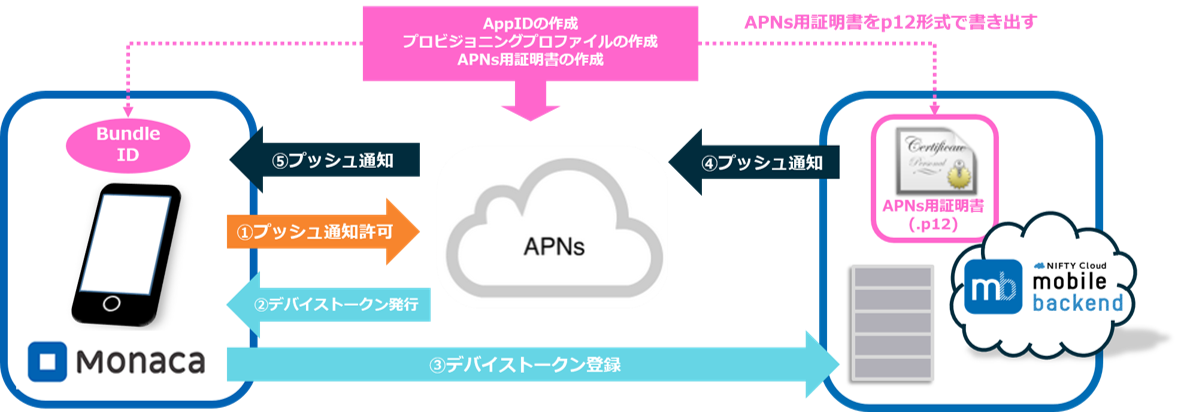 AppIDの作成
プロビジョニングプロファイルの作成
APNs用証明書の作成
APNs用証明書をp12形式で書き出す
Bundle
ID
⑤プッシュ通知
④プッシュ通知
Certificate
Personal
APNs用証明書
(.p12)
①プッシュ通知許可
APNs
②デバイストークン発行
NIFTY Cloud
mb
mobile
backend
Monaca
③デバイストークン登録